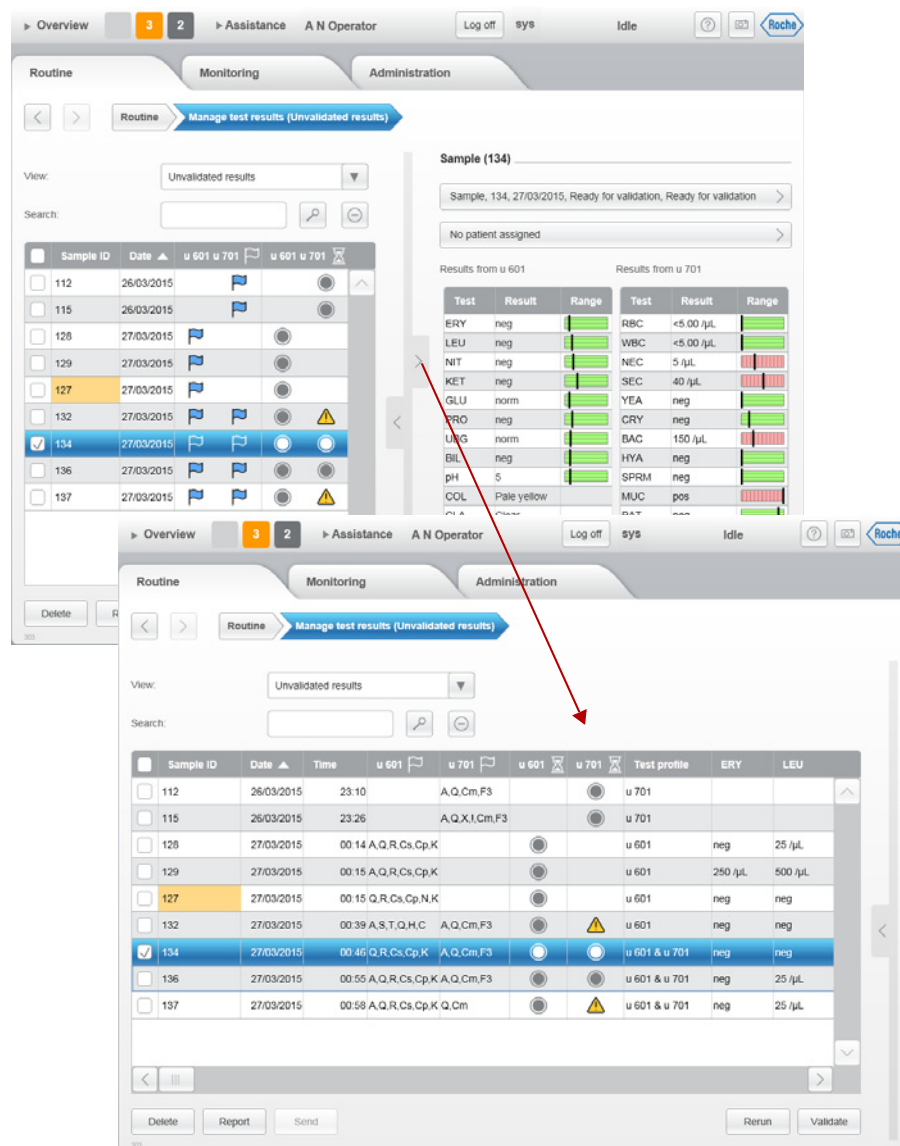 Overview 3 2 Assistance A N Operator Log off sys Idle ? Roche
Routine Monitoring Administration
Routine Manage test results (Unvalidated results)
View: Unvalidated results
Search:
Sample ID Date u 601 u 701 u 601 u 701
112 26/03/2015
115 26/03/2015
128 27/03/2015
129 27/03/2015
127 27/03/2015
132 27/03/2015
134 27/03/2015
136 27/03/2015
137 27/03/2015
Delete
Sample (134)
Sample, 134, 27/03/2015, Ready for validation, Ready for validation
No patient assigned
Results from u 601 Results from u 701
Test Result Range Test Result Range
ERY neg RBC <5.00 /µL
LEU neg WBC <5.00 /µL
NIT neg NEC 5 /µL
KET neg SEC 40 /µL
GLU norm YEA neg
PRO neg CRY neg
UBG norm BAC 150 /µL
BIL neg HYA neg
pH 5 SPRM neg
COL Pale yellow MUC pos
Overview 3 2 Assistance A N Operator Log off sys Idle ? Roche
Routine Monitoring Administration
Routine Manage test results (Unvalidated results)
View: Unvalidated results
Search:
Sample ID Date Time u 601 u 701 u 601 u 701 Test profile ERY LEU
112 26/03/2015 23:10 A,Q,Cm,F3 u 701
115 26/03/2015 23:26 A,Q,X,!,Cm,F3 u 701
128 27/03/2015 00:14 A,Q,R,Cs,Cp,K u 601 neg 25 /µL
129 27/03/2015 00:15 A,Q,R,Cs,Cp,K u 601 250 /µL 500 /µL
127 27/03/2015 00:15 Q,R,Cs,Cp,N,K u 601 neg neg
132 27/03/2015 00:39 A,S,T,Q,H,C A,Q,Cm,F3 u 601 neg neg
134 27/03/2015 00:46 Q,R,Cs,Cp,K A,Q,Cm,F3 u 601 & u 701 neg neg
136 27/03/2015 00:55 A,Q,R,Cs,Cp,K A,Q,Cm,F3 u 601 & u 701 neg 25 /µL
137 27/03/2015 00:58 A,Q,R,Cs,Cp,K Q,Cm u 601 & u 701 neg 25 /µL
Delete Report Send Rerun Validate